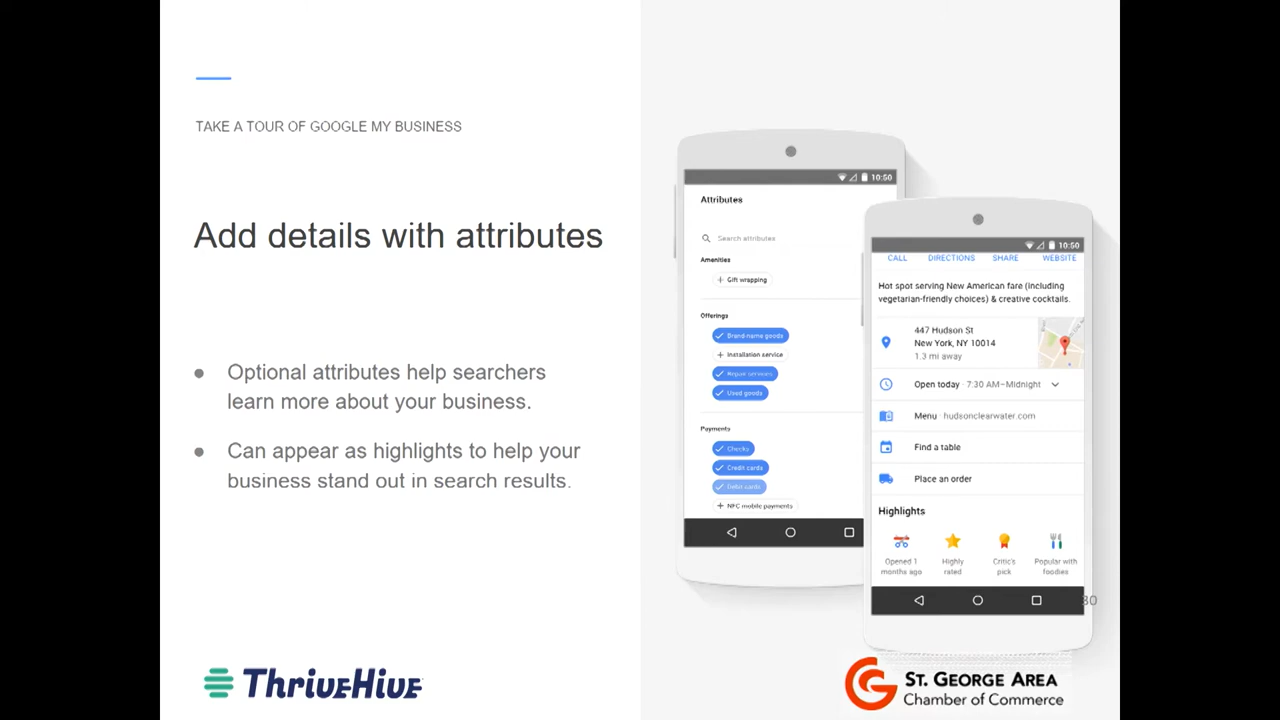 TAKE A TOUR OF GOOGLE MY BUSINESS
Add details with attributes
● Optional attributes help searchers
learn more about your business.
● Can appear as highlights to help your
business stand out in search results.
10:50
Attributes
Search attributes
Amenities
+ Gift wrapping
Offerings
Brand-name goods
+ Installation service
Repair services
Used goods
Payments
Checks
Credit cards
Debit cards
+ NFC mobile payments
10:50
CALL DIRECTIONS SHARE WEBSITE
Hot spot serving New American fare (including
vegetarian-friendly choices) & creative cocktails.
447 Hudson St
New York, NY 10014
1.3 mi away
Open today · 7:30 AM–Midnight
Menu · hudsonclearwater.com
Find a table
Place an order
Highlights
Opened 1
months ago
Highly
rated
Critic's
pick
Popular with
foodies
30
ThriveHive
ST. GEORGE AREA
Chamber of Commerce